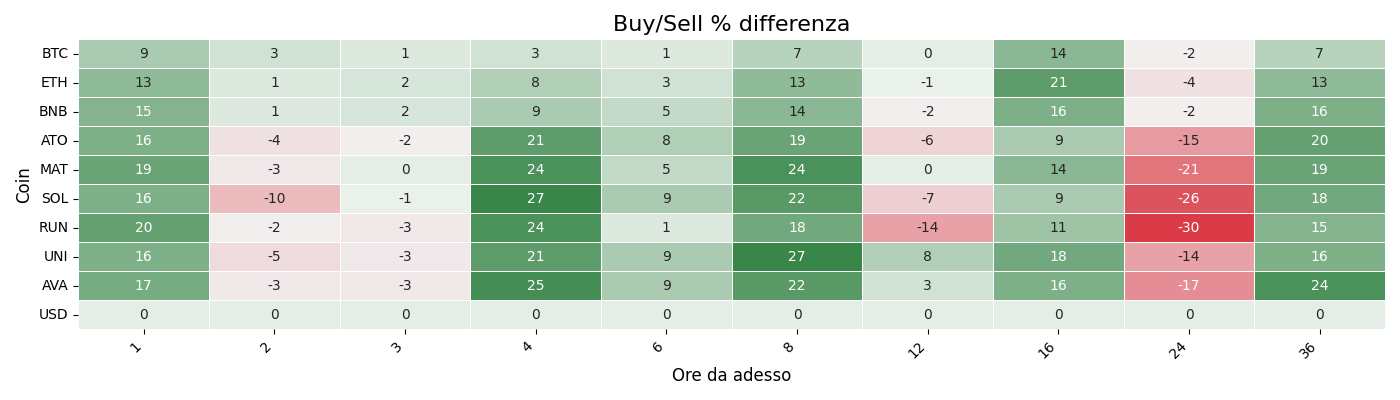 Buy/Sell % differenza
Coin
BTC 9 3 1 3 1 7 0 14 -2 7
ETH 13 1 2 8 3 13 -1 21 -4 13
BNB 15 1 2 9 5 14 -2 16 -2 16
ATO 16 -4 -2 21 8 19 -6 9 -15 20
MAT 19 -3 0 24 5 24 0 14 -21 19
SOL 16 -10 -1 27 9 22 -7 9 -26 18
RUN 20 -2 -3 24 1 18 -14 11 -30 15
UNI 16 -5 -3 21 9 27 8 18 -14 16
AVA 17 -3 -3 25 9 22 3 16 -17 24
USD 0 0 0 0 0 0 0 0 0 0
1 2 3 4 6 8 12 16 24 36
Ore da adesso